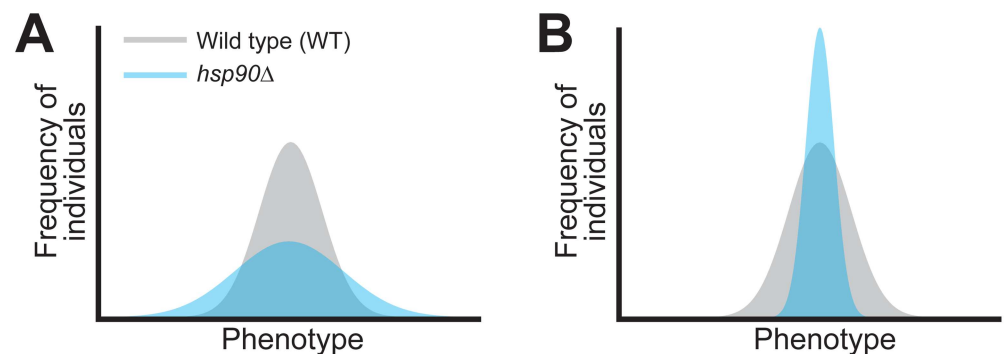 A
Wild type (WT)
hsp90Δ
Frequency of
individuals
Phenotype
B
Frequency of
individuals
Phenotype